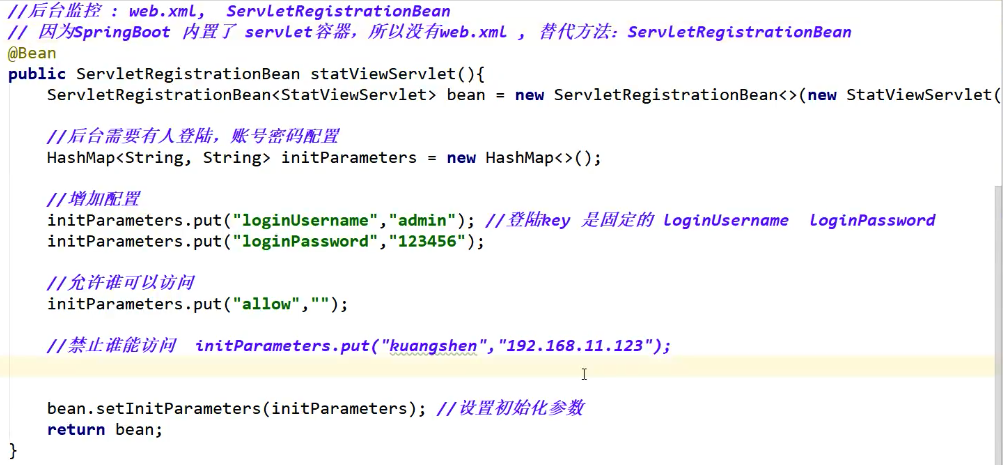 //后台监控 : web.xml, ServletRegistrationBean
// 因为SpringBoot 内置了 servlet容器，所以没有web.xml , 替代方法：ServletRegistrationBean
@Bean
public ServletRegistrationBean statViewServlet(){
ServletRegistrationBean<StatViewServlet> bean = new ServletRegistrationBean<>(new StatViewServlet(
//后台需要有人登陆，账号密码配置
HashMap<String, String> initParameters = new HashMap<>();
//增加配置
initParameters.put("loginUsername","admin"); //登陆key 是固定的 loginUsername loginPassword
initParameters.put("loginPassword","123456");
//允许谁可以访问
initParameters.put("allow","");
//禁止谁能访问 initParameters.put("kuangshen","192.168.11.123");
bean.setInitParameters(initParameters); //设置初始化参数
return bean;
}